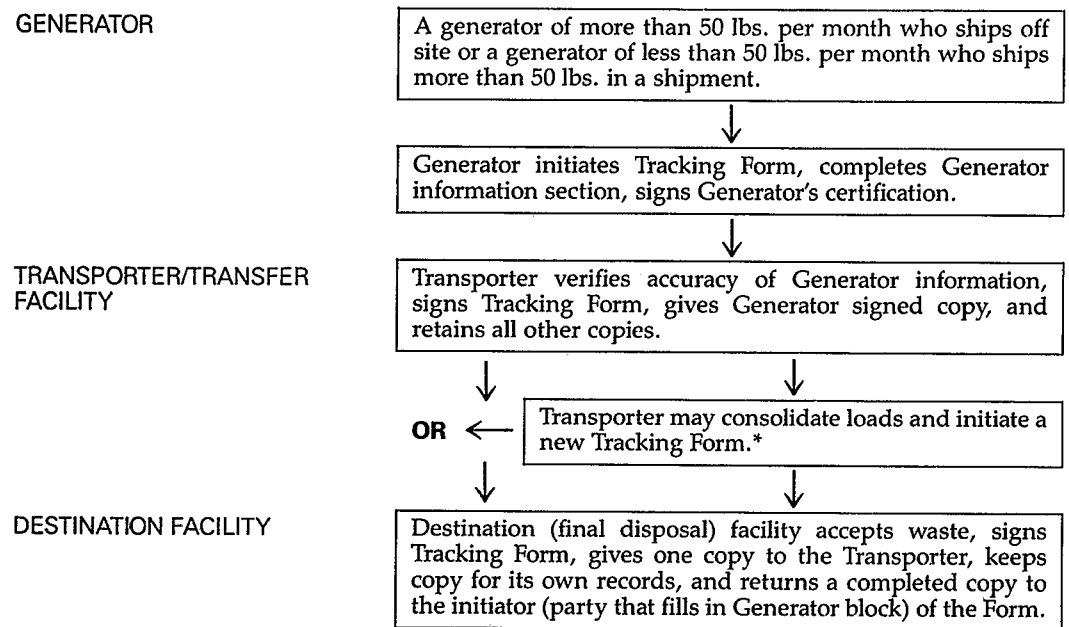 GENERATOR
A generator of more than 50 lbs. per month who ships off
site or a generator of less than 50 lbs. per month who ships
more than 50 lbs. in a shipment.
Generator initiates Tracking Form, completes Generator
information section, signs Generator's certification.
TRANSPORTER/TRANSFER
FACILITY
Transporter verifies accuracy of Generator information,
signs Tracking Form, gives Generator signed copy, and
retains all other copies.
OR
Transporter may consolidate loads and initiate a
new Tracking Form.*
DESTINATION FACILITY
Destination (final disposal) facility accepts waste, signs
Tracking Form, gives one copy to the Transporter, keeps
copy for its own records, and returns a completed copy to
the initiator (party that fills in Generator block) of the Form.